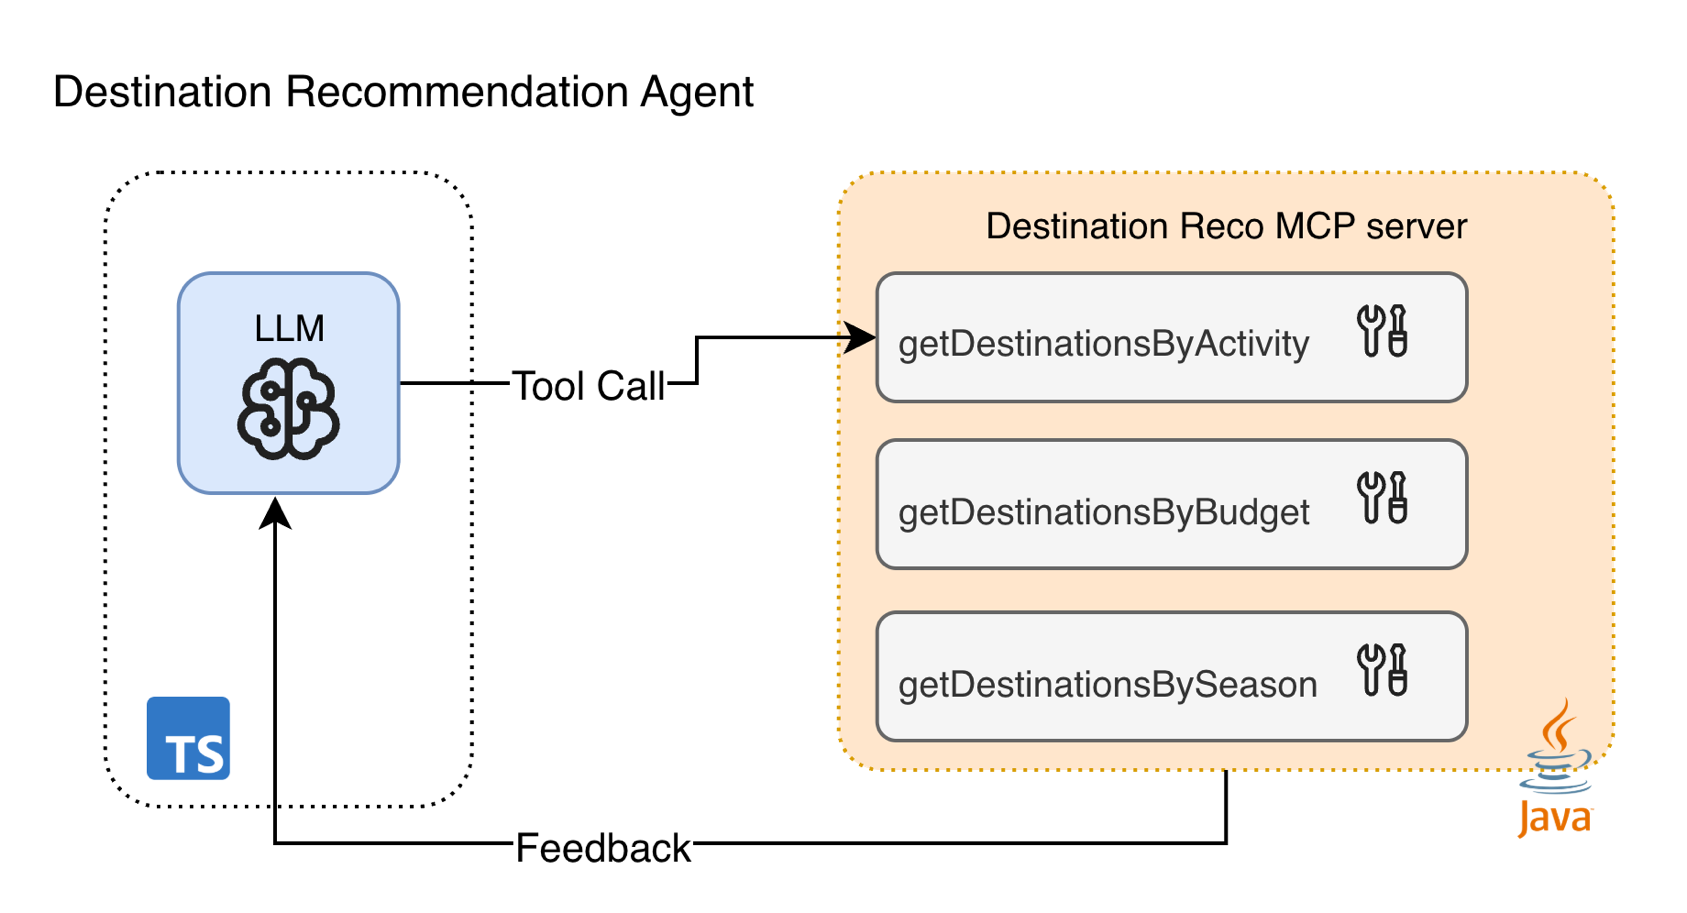 Destination Recommendation Agent
Destination Reco MCP server
LLM
getDestinationsByActivity
Tool Call
getDestinationsByBudget
getDestinationsBySeason
TS
Java
Feedback